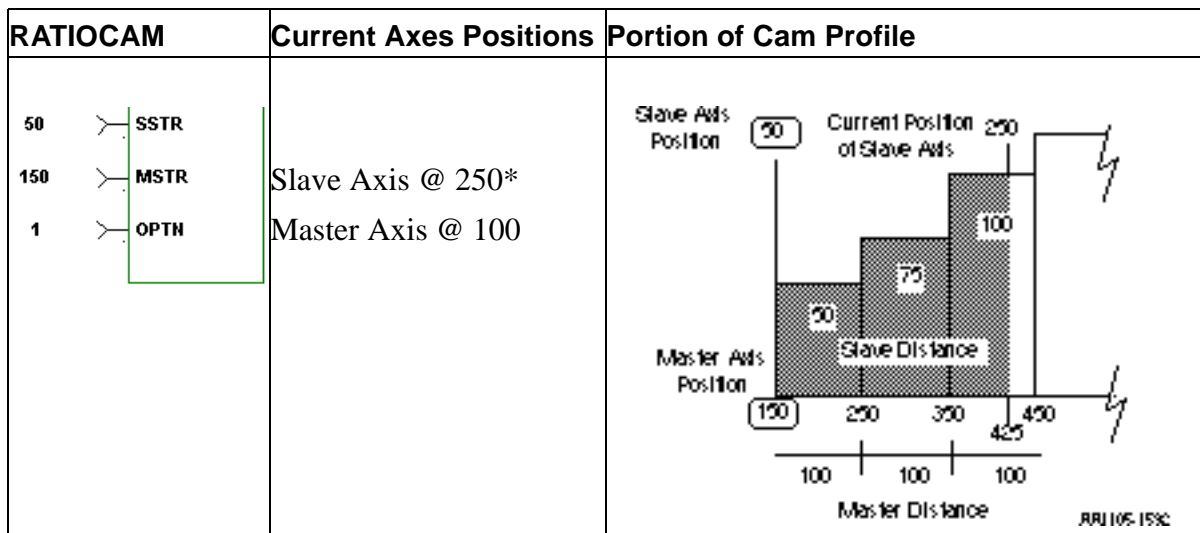 RATIOCAM
Current Axes Positions
Portion of Cam Profile
50 SSTR
150 MSTR
1 OPTN
Slave Axis @ 250*
Master Axis @ 100
Slave Axis
Position
50
Current Position
of Slave Axis
250
100
75
50
Slave Distance
Master Axis
Position
150
250
350
425
450
100
100
100
Master Distance